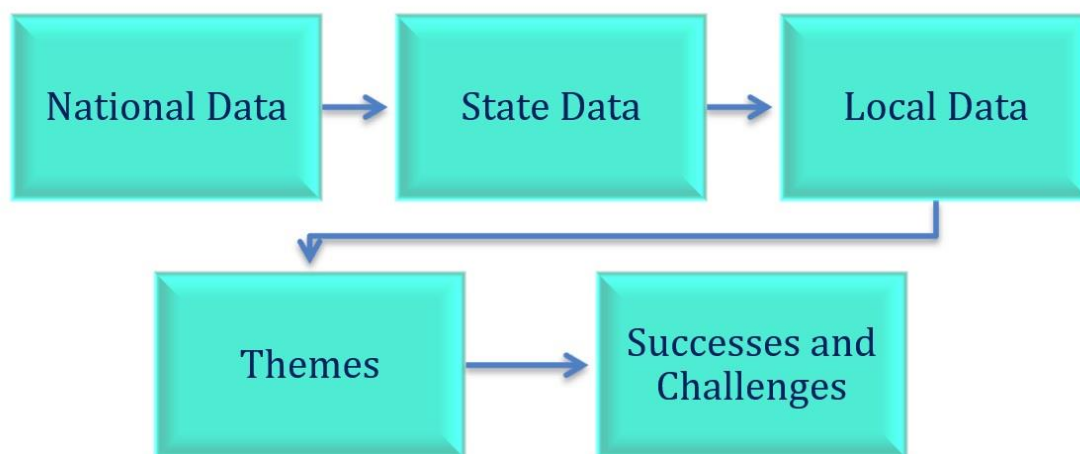 National Data
State Data
Local Data
Themes
Successes and
Challenges